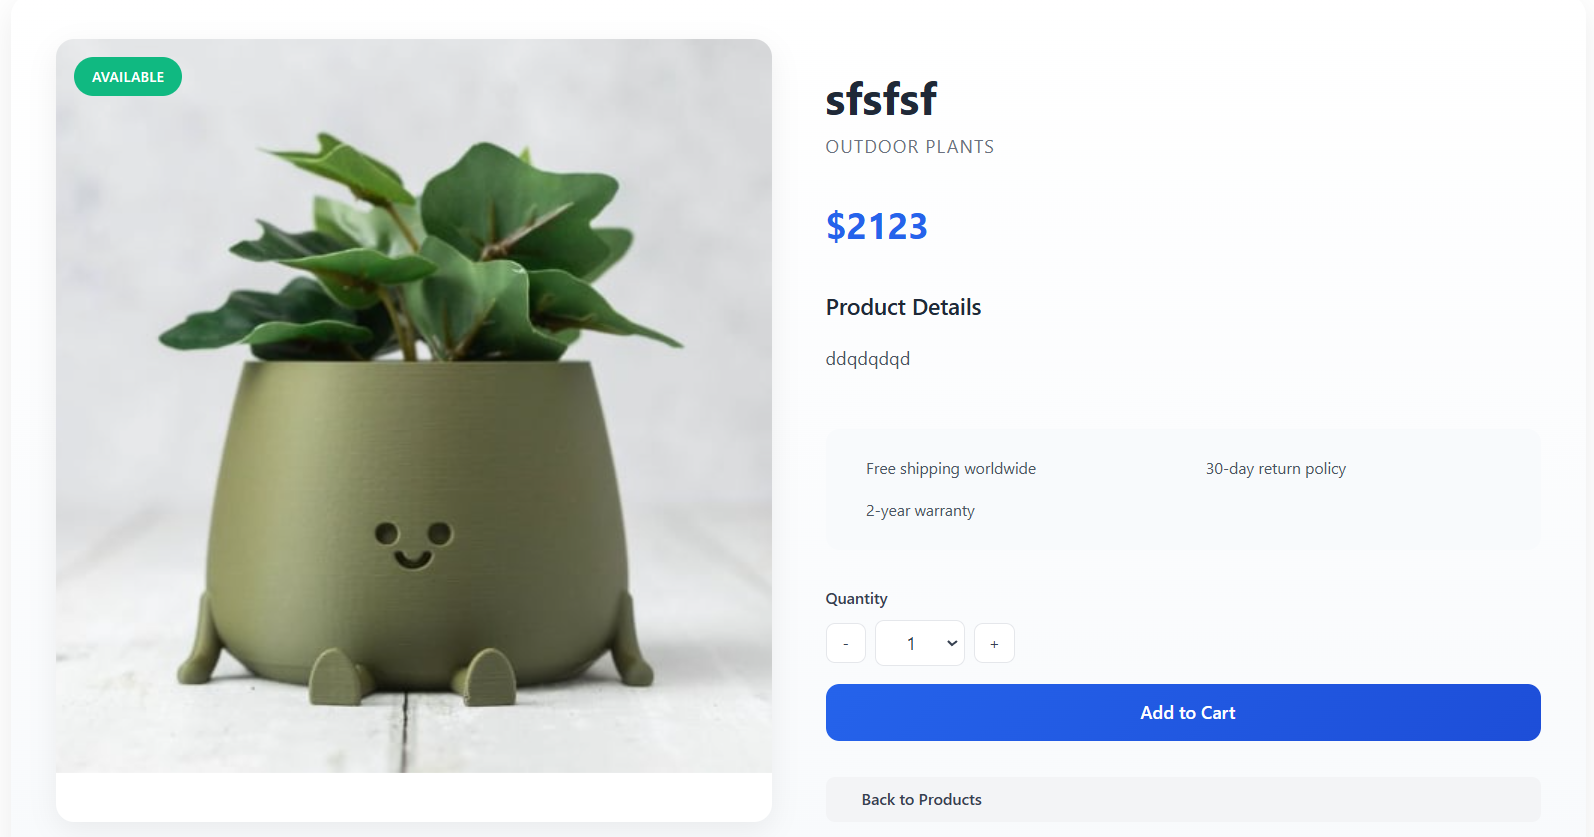 AVAILABLE
sfsfsf
OUTDOOR PLANTS
$2123
Product Details
ddqdqdqd
Free shipping worldwide
30-day return policy
2-year warranty
Quantity
- 1 +
Add to Cart
Back to Products